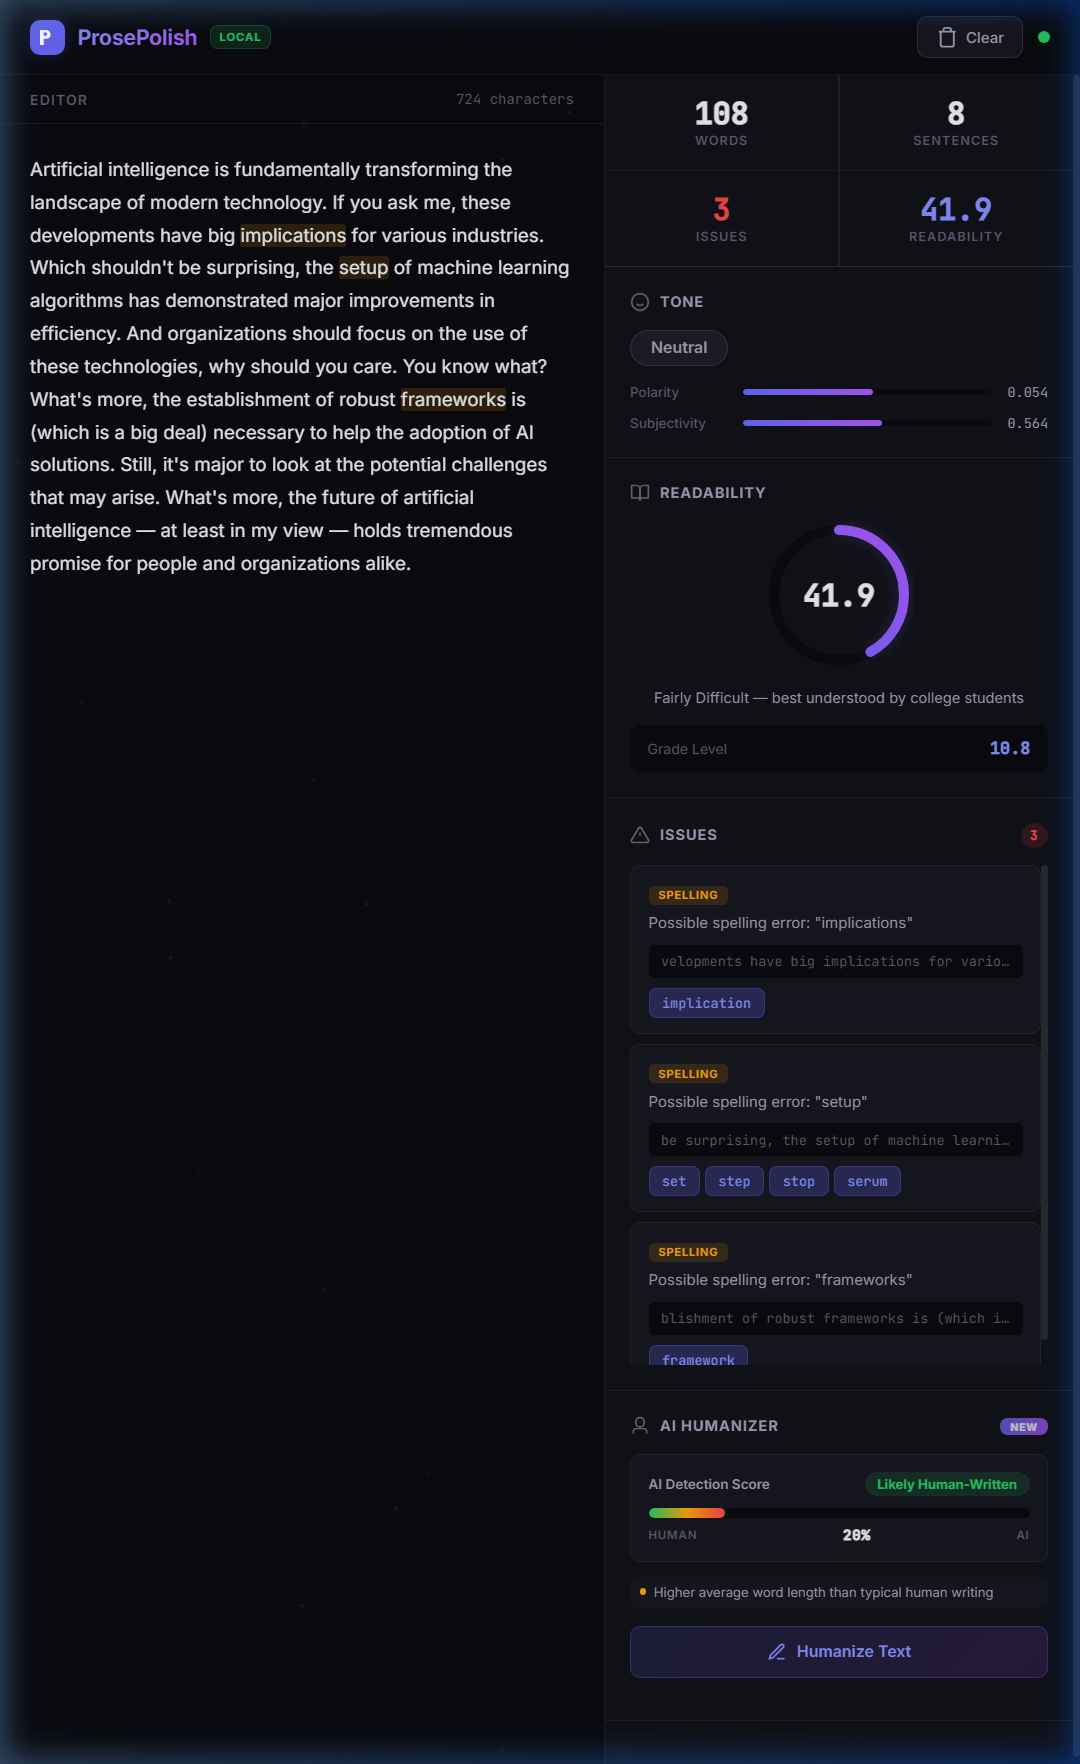 P ProsePolish LOCAL
Clear
EDITOR 724 characters
Artificial intelligence is fundamentally transforming the
landscape of modern technology. If you ask me, these
developments have big implications for various industries.
Which shouldn't be surprising, the setup of machine learning
algorithms has demonstrated major improvements in
efficiency. And organizations should focus on the use of
these technologies, why should you care. You know what?
What's more, the establishment of robust frameworks is
(which is a big deal) necessary to help the adoption of AI
solutions. Still, it's major to look at the potential challenges
that may arise. What's more, the future of artificial
intelligence — at least in my view — holds tremendous
promise for people and organizations alike.
108
WORDS
8
SENTENCES
3
ISSUES
41.9
READABILITY
TONE
Neutral
Polarity 0.054
Subjectivity 0.564
READABILITY
41.9
Fairly Difficult — best understood by college students
Grade Level 10.8
ISSUES 3
SPELLING
Possible spelling error: "implications"
velopments have big implications for vario…
implication
SPELLING
Possible spelling error: "setup"
be surprising, the setup of machine learni…
set step stop serum
SPELLING
Possible spelling error: "frameworks"
blishment of robust frameworks is (which i…
framework
AI HUMANIZER NEW
AI Detection Score Likely Human-Written
HUMAN 20% AI
Higher average word length than typical human writing
Humanize Text